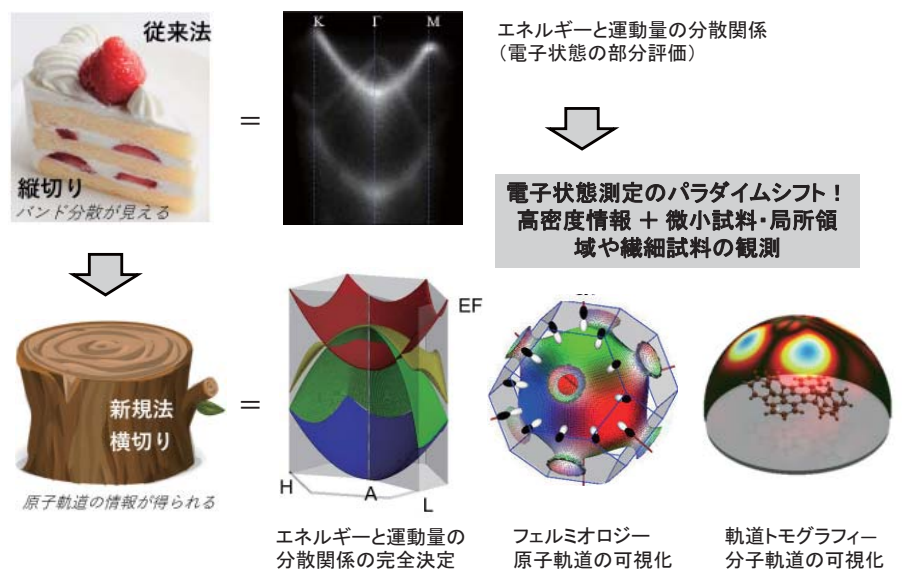 従来法
縦切り
バンド分散が見える
=
K Γ M
エネルギーと運動量の分散関係
(電子状態の部分評価)
電子状態測定のパラダイムシフト!
高密度情報 + 微小試料・局所領
域や繊細試料の観測
新規法
横切り
原子軌道の情報が得られる
=
EF
H
A
L
エネルギーと運動量の
分散関係の完全決定
フェルミオロジー
原子軌道の可視化
軌道トモグラフィー
分子軌道の可視化